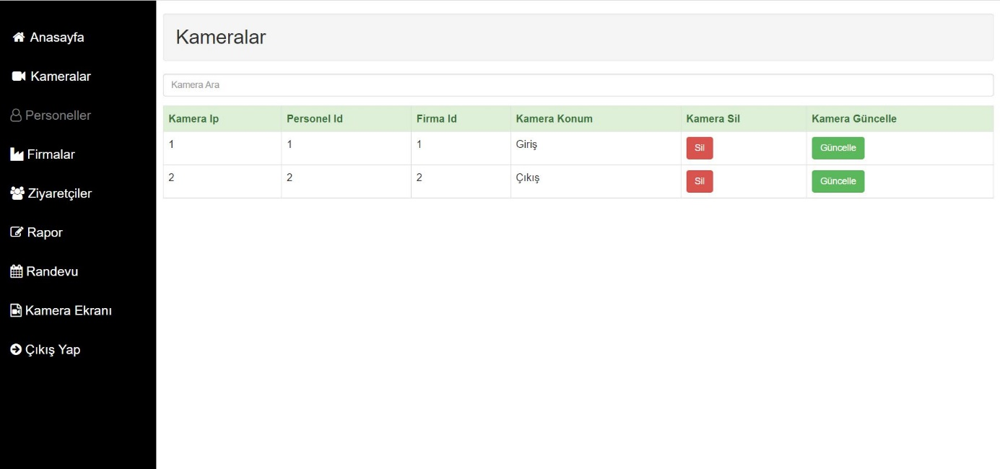 Anasayfa
Kameralar
Personeller
Firmalar
Ziyaretçiler
Rapor
Randevu
Kamera Ekranı
Çıkış Yap
Kameralar
Kamera Ara
Kamera Ip Personel Id Firma Id Kamera Konum Kamera Sil Kamera Güncelle
1 1 1 Giriş Sil Güncelle
2 2 2 Çıkış Sil Güncelle